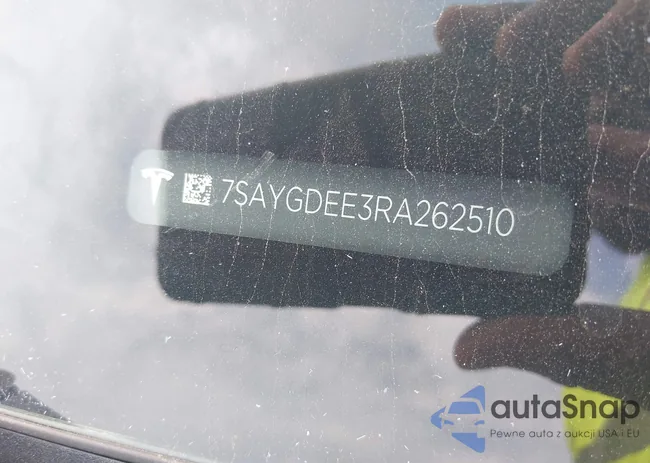 7SAYGDEE3RA262510
autaSnap
Pewne auta z aukcji USA i EU